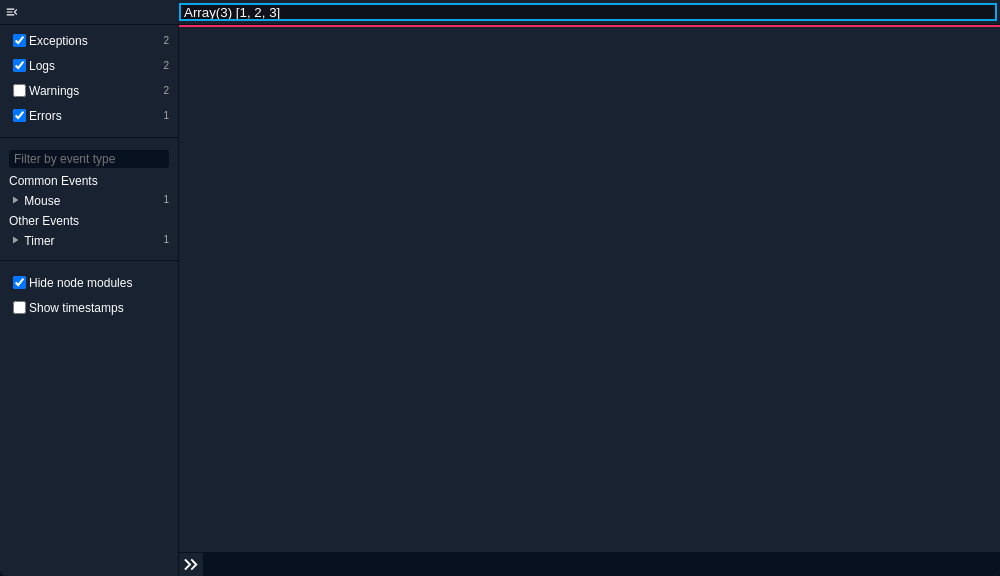 Array(3) [1, 2, 3]
Exceptions 2
Logs 2
Warnings 2
Errors 1
Filter by event type
Common Events
Mouse 1
Other Events
Timer 1
Hide node modules
Show timestamps